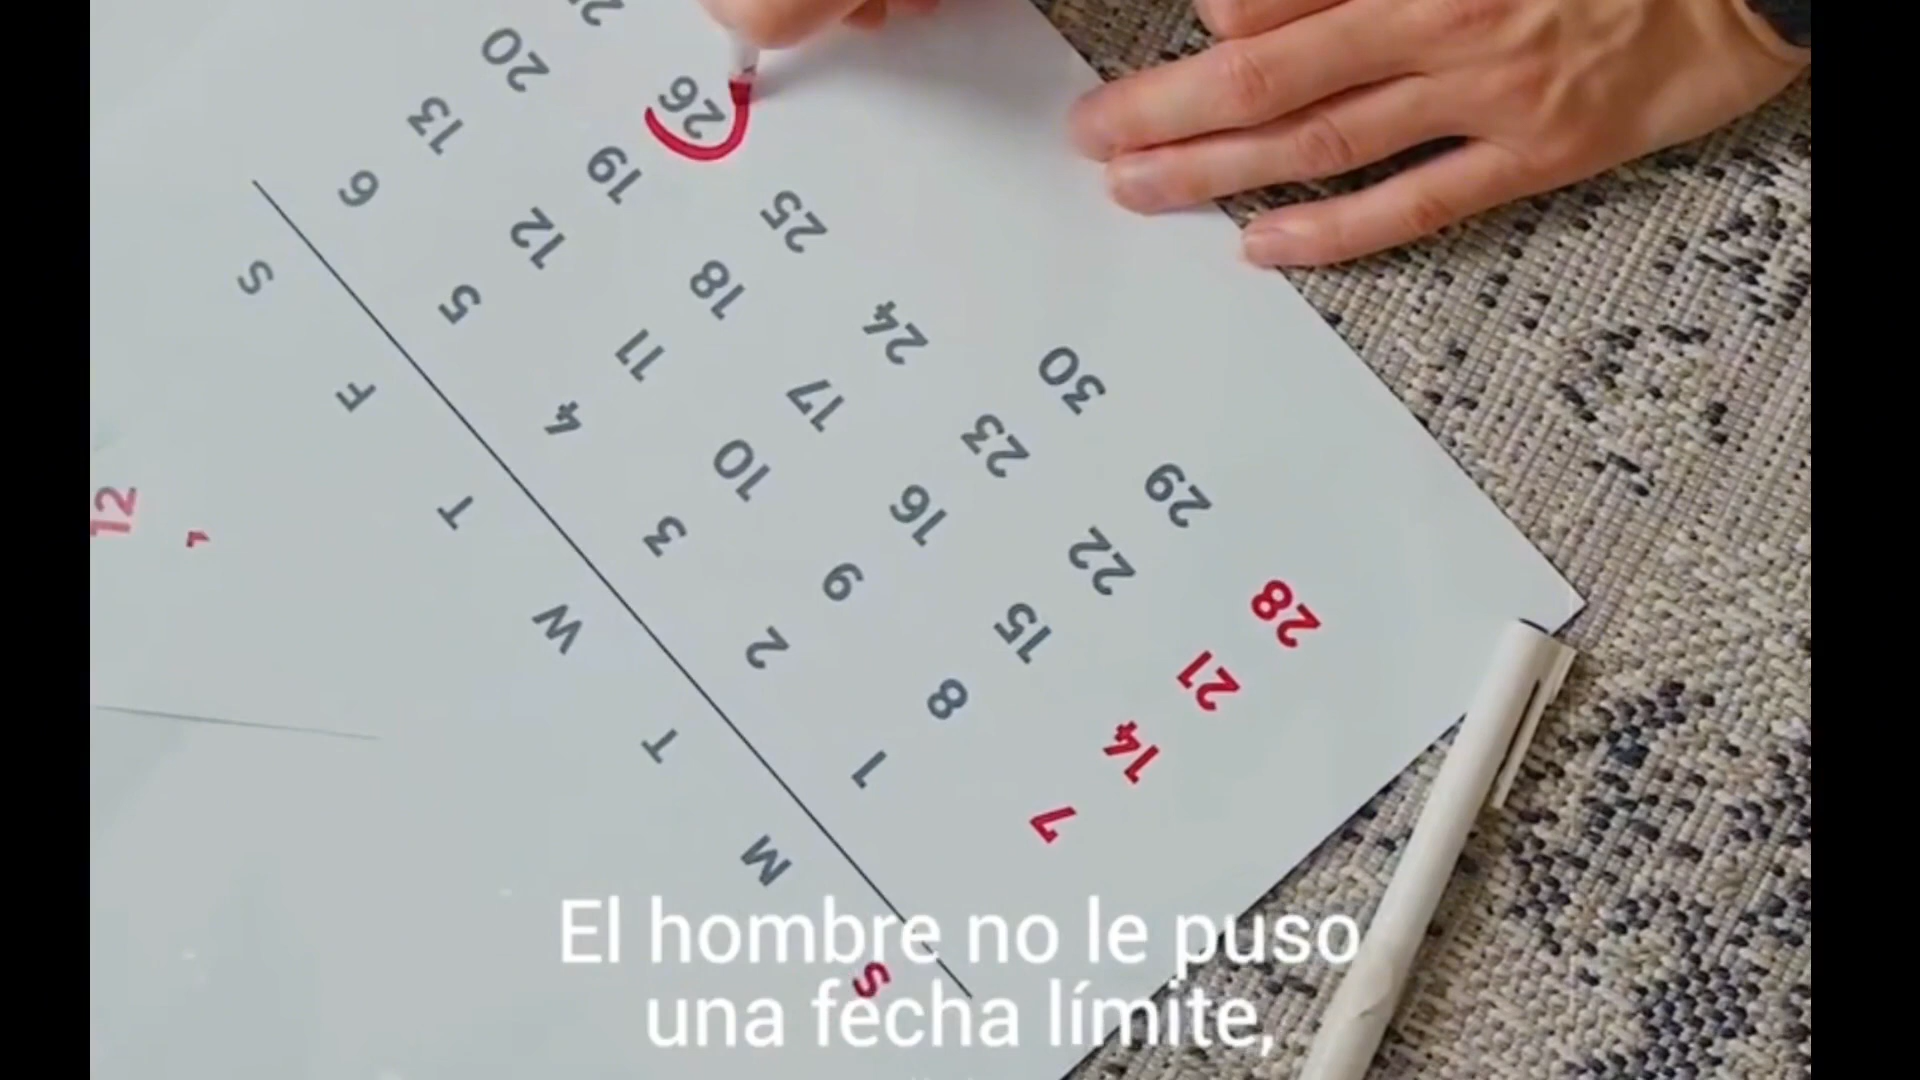 S M T W T F S
1 2 3 4 5 6
7 8 9 10 11 12 13
14 15 16 17 18 19 20
21 22 23 24 25 26
28 29 30
12
El hombre no le puso
una fecha límite,